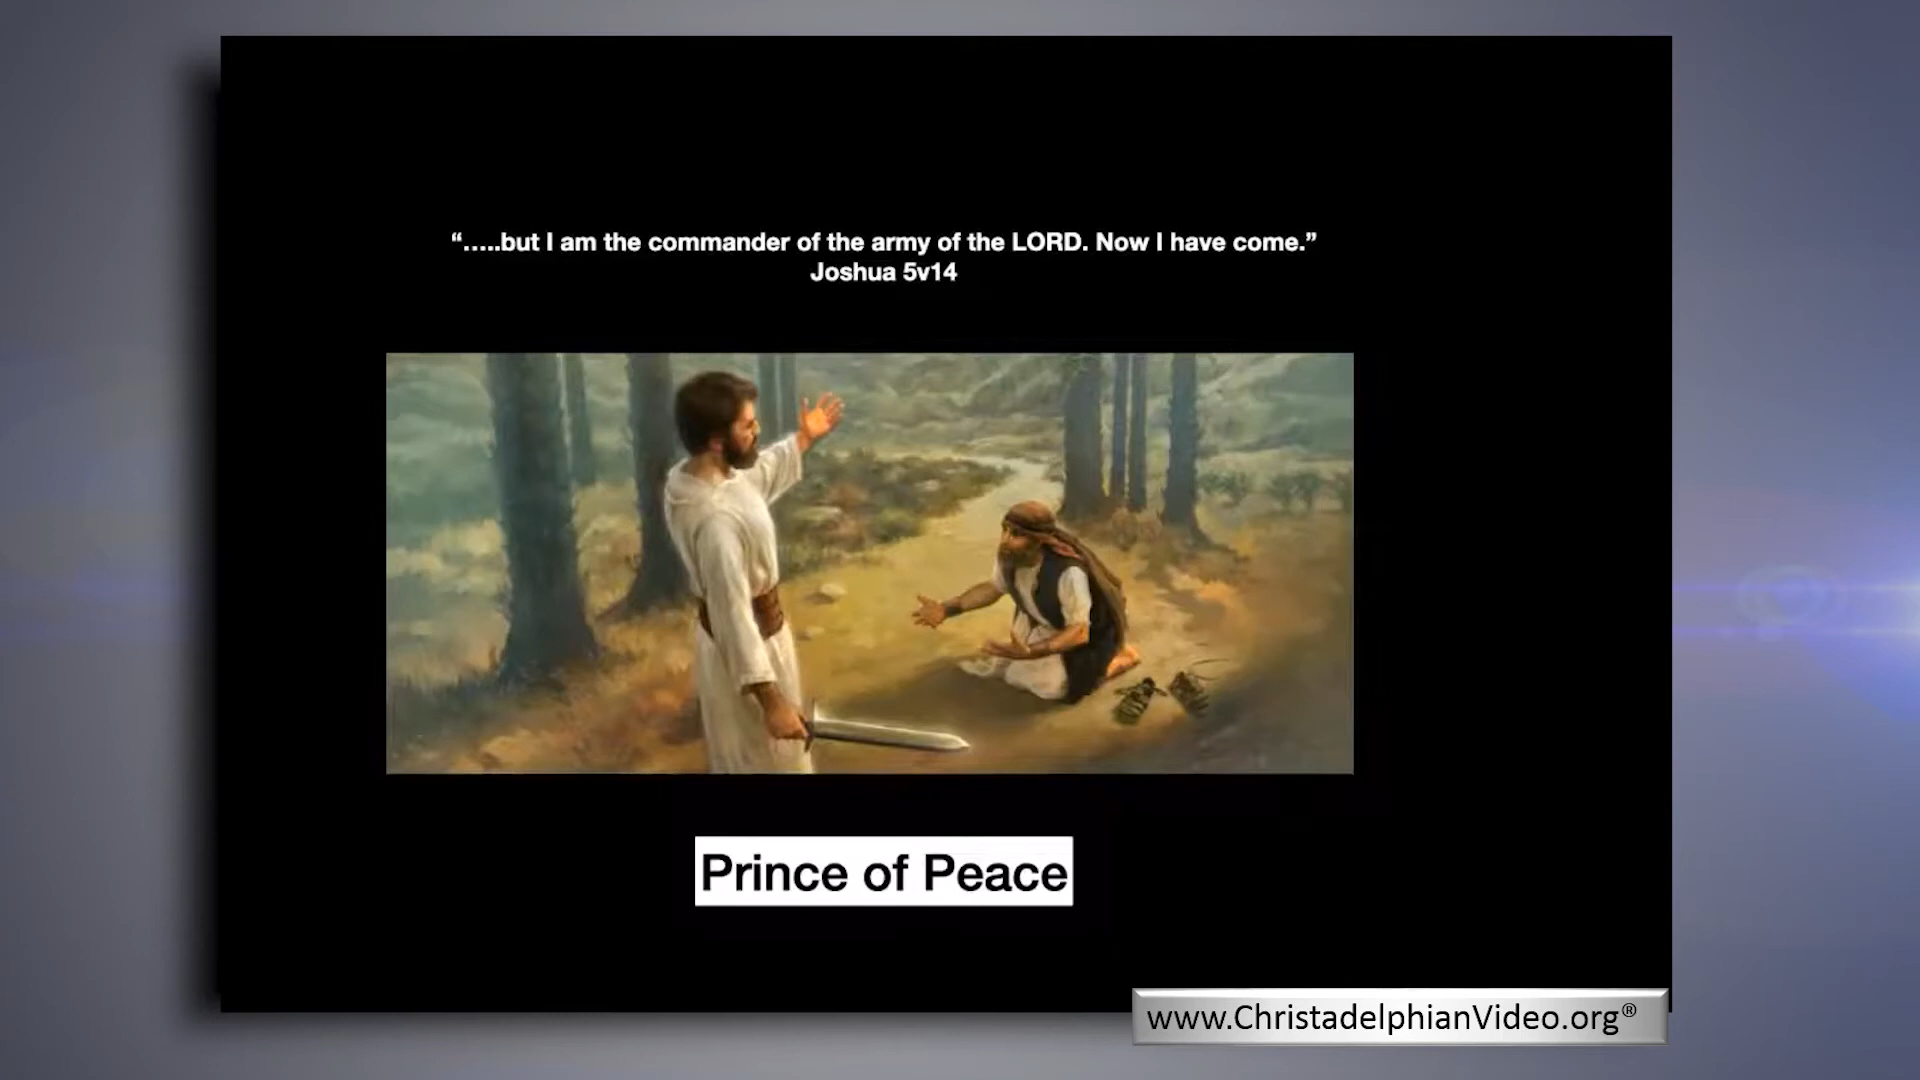 “…..but I am the commander of the army of the LORD. Now I have come.”
Joshua 5v14
Prince of Peace
www.ChristadelphianVideo.org®